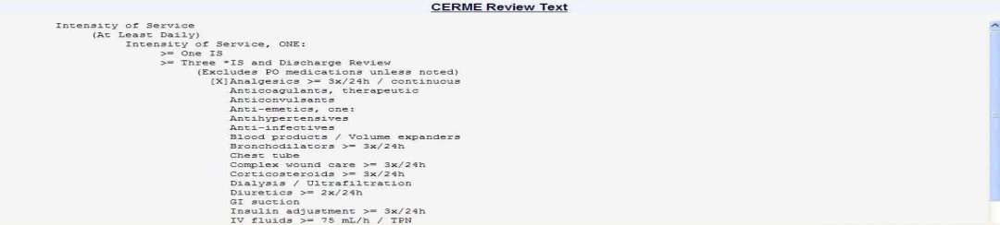 CERME Review Text
Intensity of Service
(At Least Daily)
Intensity of Service, ONE:
>= One IS
>= Three *IS and Discharge Review
(Excludes PO medications unless noted)
[X]Analgesics >= 3x/24h / continuous
Anticoagulants, therapeutic
Anticonvulsants
Anti-emetics, one:
Antihypertensives
Anti-infectives
Blood products / Volume expanders
Bronchodilators >= 3x/24h
Chest tube
Complex wound care >= 3x/24h
Corticosteroids >= 3x/24h
Dialysis / Ultrafiltration
Diuretics >= 2x/24h
GI suction
Insulin adjustment >= 3x/24h
IV fluids >= 75 mL/h / TPN